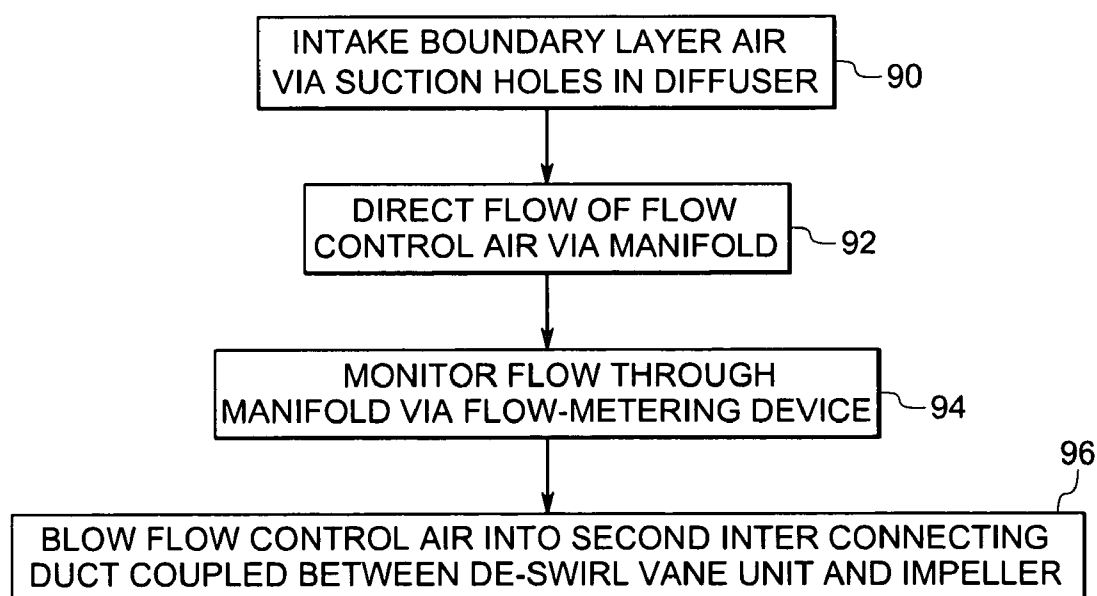 INTAKE BOUNDARY LAYER AIR
VIA SUCTION HOLES IN DIFFUSER
90
DIRECT FLOW OF FLOW
CONTROL AIR VIA MANIFOLD
92
MONITOR FLOW THROUGH
MANIFOLD VIA FLOW-METERING DEVICE
94
96
BLOW FLOW CONTROL AIR INTO SECOND INTER CONNECTING
DUCT COUPLED BETWEEN DE-SWIRL VANE UNIT AND IMPELLER